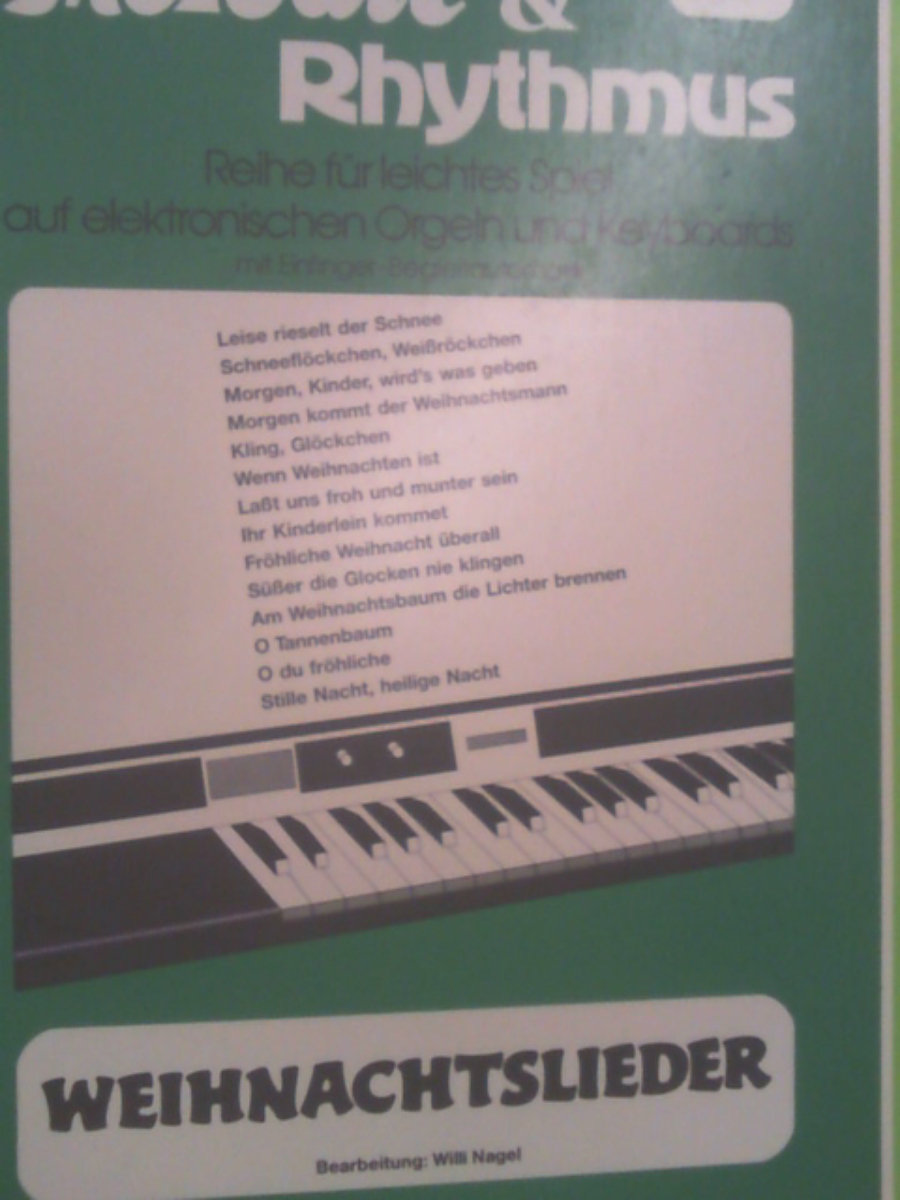 &
Rhythmus
Reihe für leichtes Spiel
auf elektronischen Orgeln und Keyboards
mit Einfinger-Begleitautomatik
Leise rieselt der Schnee
Schneeflöckchen, Weißröckchen
Morgen, Kinder, wird's was geben
Morgen kommt der Weihnachtsmann
Kling, Glöckchen
Wenn Weihnachten ist
Laßt uns froh und munter sein
Ihr Kinderlein kommet
Fröhliche Weihnacht überall
Süßer die Glocken nie klingen
Am Weihnachtsbaum die Lichter brennen
O Tannenbaum
O du fröhliche
Stille Nacht, heilige Nacht
WEIHNACHTSLIEDER
Bearbeitung: Willi Nagel